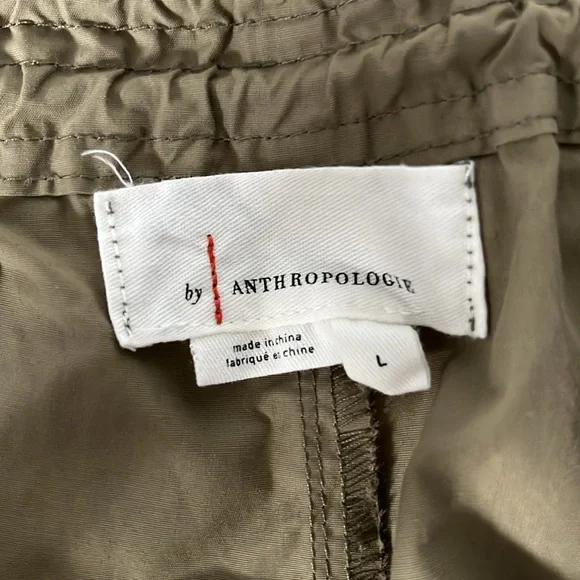 by ANTHROPOLOGIE
made in china
fabriqué en chine
L